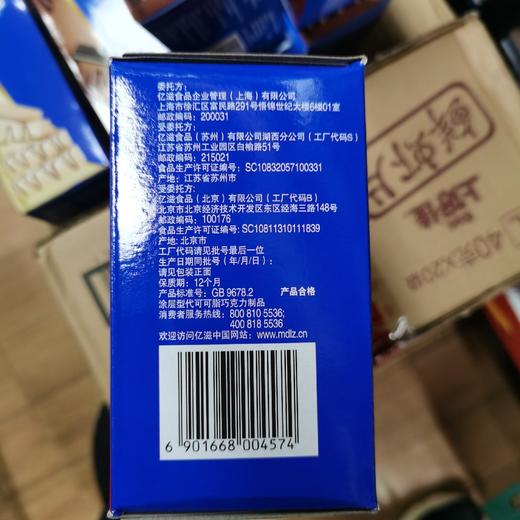 委托方:
亿滋食品企业管理（上海）有限公司
上海市徐汇区富民路291号悟锦世纪大楼6楼01室
邮政编码: 200031
受委托方:
亿滋食品（苏州）有限公司湖西分公司（工厂代码S）
江苏省苏州工业园区白榆路51号
邮政编码: 215021
食品生产许可证编号: SC10832057100331
产地: 江苏省苏州市
受委托方:
亿滋食品（北京）有限公司（工厂代码B）
北京市北京经济技术开发区东区经海三路148号
邮政编码: 100176
食品生产许可证编号: SC10811310111839
产地: 北京市
工厂代码请见批号最后一位
生产日期同批号（年/月/日）:
请见包装正面
保质期: 12个月
产品标准号: GB 9678.2 产品合格
涂层型代可可脂巧克力制品
消费者服务热线: 800 810 5536;
400 818 5536
欢迎访问亿滋中国网站: www.mdlz.cn
6 901668 004574
上好佳
40克X20袋